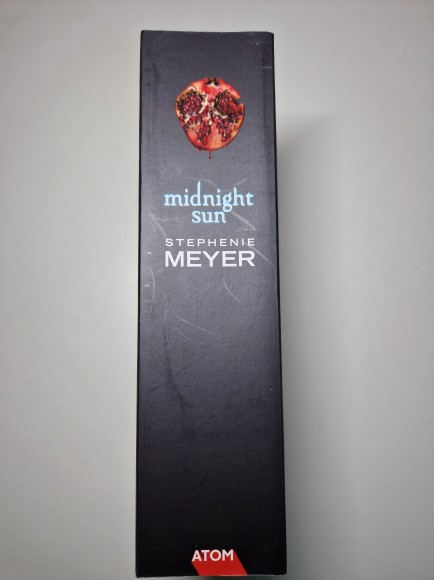 midnight
sun
STEPHENIE
MEYER
ATOM